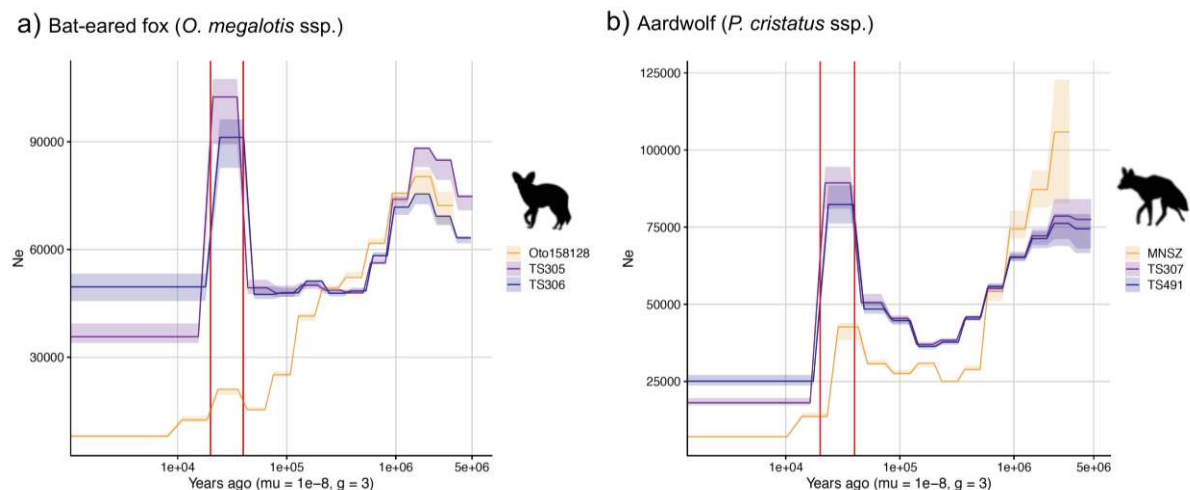 a) Bat-eared fox (O. megalotis ssp.)
90000
60000
30000
Ne
1e+04
1e+05
1e+06
5e+06
Years ago (mu = 1e−8, g = 3)
Oto158128
TS305
TS306
b) Aardwolf (P. cristatus ssp.)
125000
100000
75000
50000
25000
Ne
1e+04
1e+05
1e+06
5e+06
Years ago (mu = 1e−8, g = 3)
MNSZ
TS307
TS491